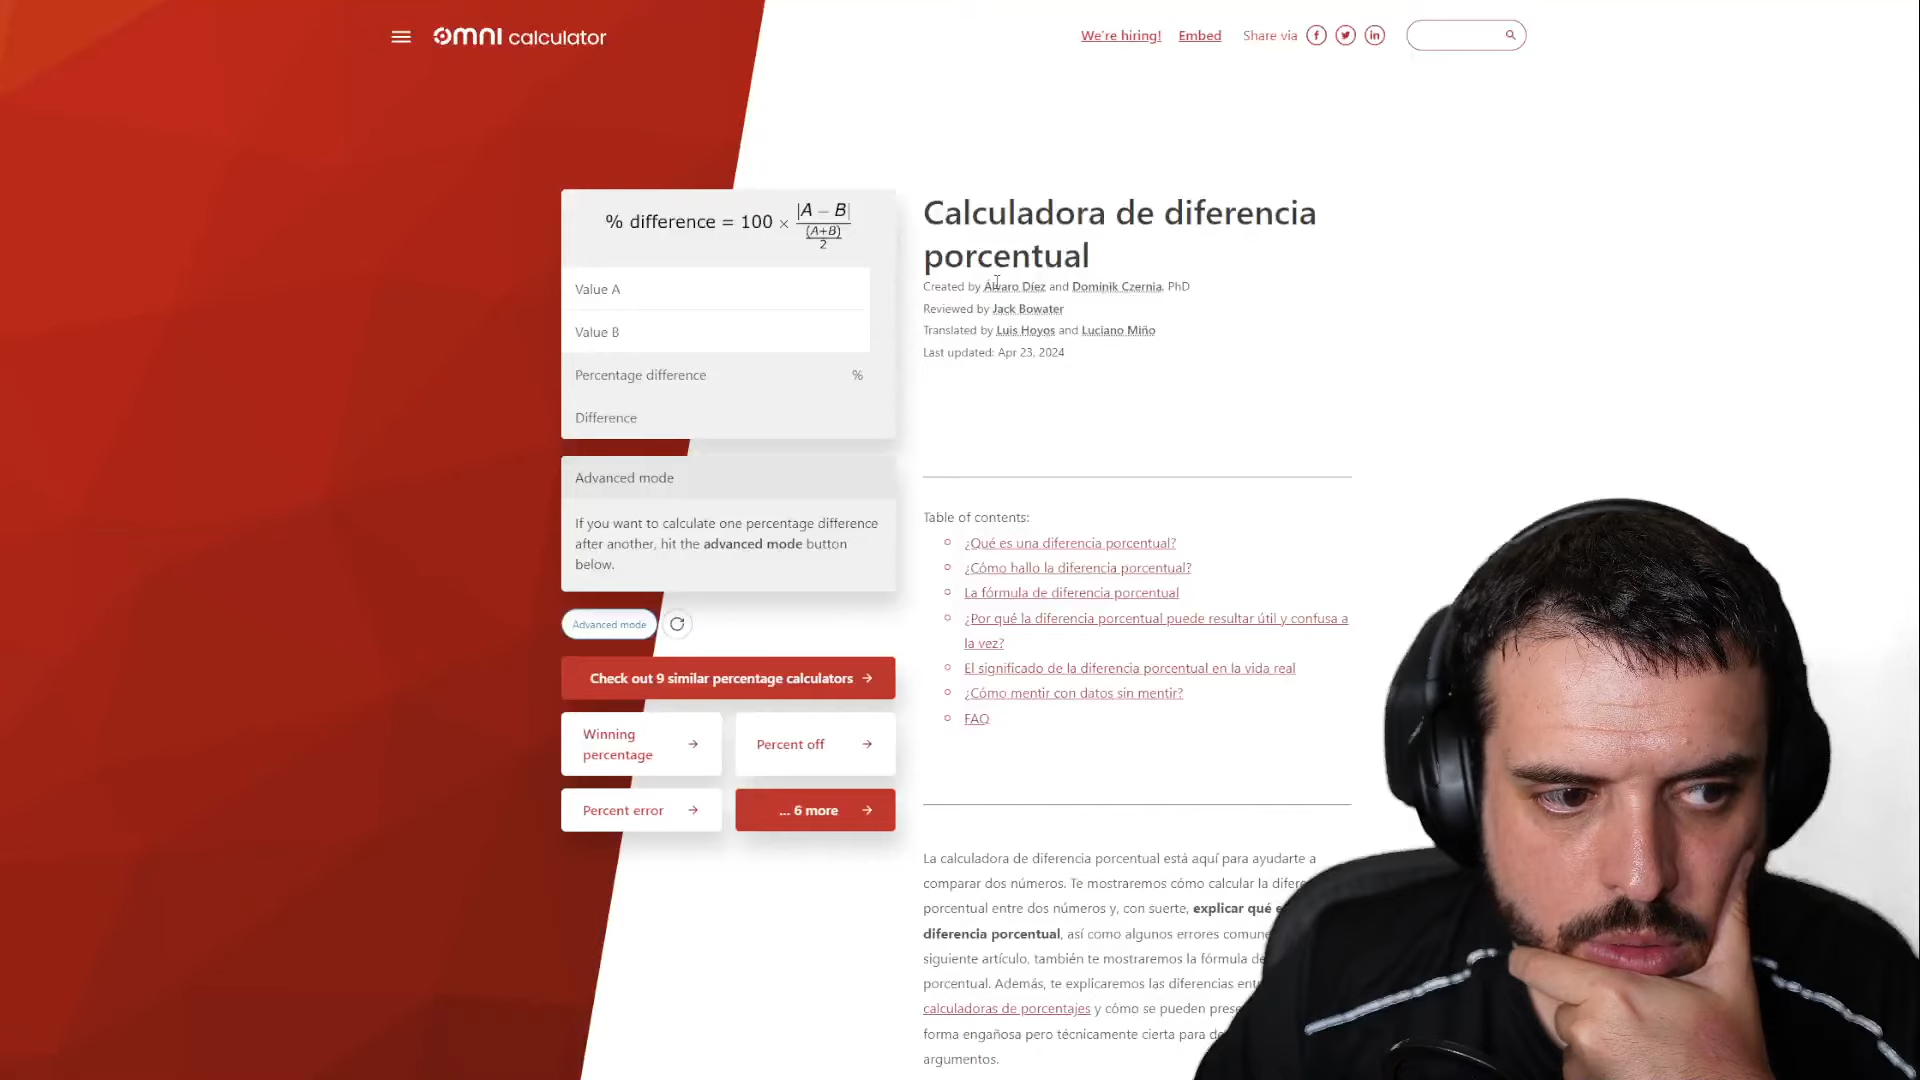 OMNI calculator
We're hiring!
Embed
Share via
% difference = 100 × |A − B| / ((A+B) / 2)
Value A
Value B
Percentage difference %
Difference
Advanced mode
If you want to calculate one percentage difference
after another, hit the advanced mode button
below.
Advanced mode
Check out 9 similar percentage calculators →
Winning
percentage →
Percent off →
Percent error →
... 6 more →
Calculadora de diferencia
porcentual
Created by Álvaro Díez and Dominik Czernia, PhD
Reviewed by Jack Bowater
Translated by Luis Hoyos and Luciano Miño
Last updated: Apr 23, 2024
Table of contents:
¿Qué es una diferencia porcentual?
¿Cómo hallo la diferencia porcentual?
La fórmula de diferencia porcentual
¿Por qué la diferencia porcentual puede resultar útil y confusa a
la vez?
El significado de la diferencia porcentual en la vida real
¿Cómo mentir con datos sin mentir?
FAQ
La calculadora de diferencia porcentual está aquí para ayudarte a
comparar dos números. Te mostraremos cómo calcular la
porcentual entre dos números y, con suerte, explicar qué
diferencia porcentual, así como algunos errores
siguiente artículo, también te mostraremos la fórmula
porcentual. Además, te explicaremos las diferencias
calculadoras de porcentajes y cómo se pueden
forma engañosa pero técnicamente cierta para
argumentos.